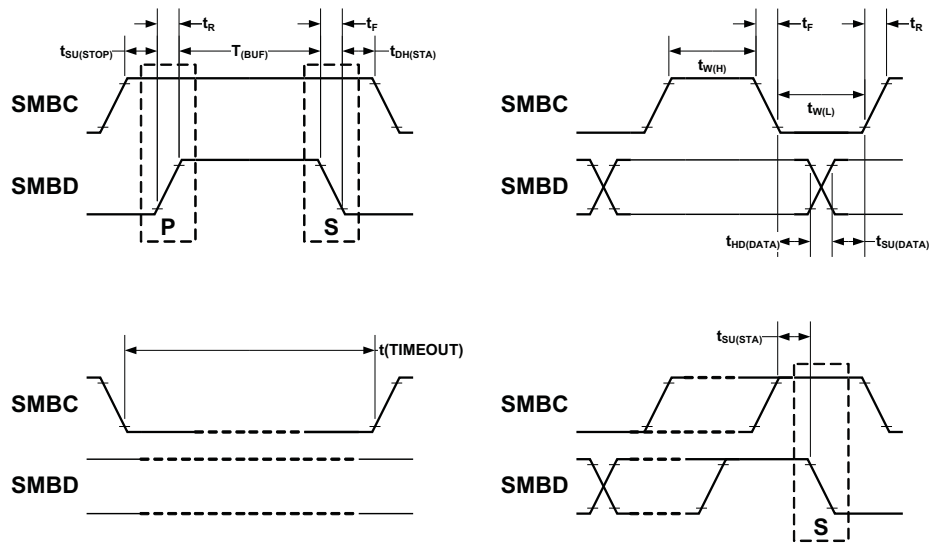 tR
tF
tSU(STOP)
T(BUF)
tDH(STA)
SMBC
SMBD
P
S
tF
tR
tW(H)
SMBC
tW(L)
SMBD
tHD(DATA)
tSU(DATA)
t(TIMEOUT)
SMBC
SMBD
tSU(STA)
SMBC
SMBD
S